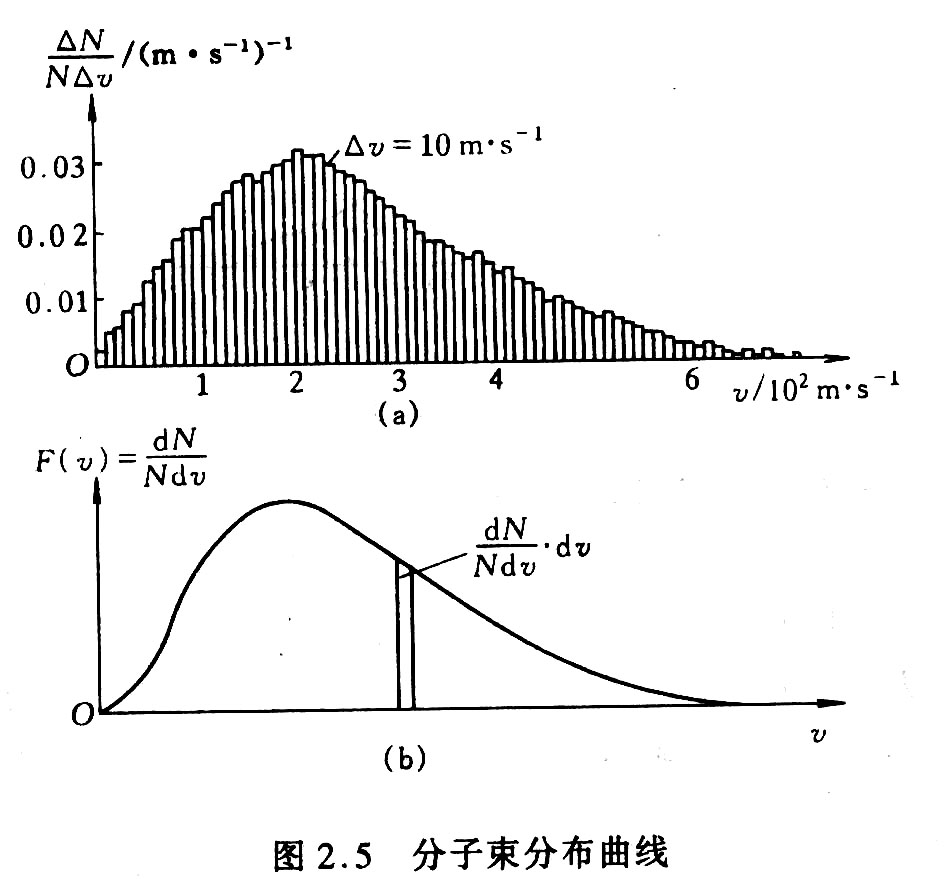 ΔN/(NΔv) /(m·s⁻¹)⁻¹
Δv = 10 m·s⁻¹
0.03
0.02
0.01
O
1 2 3 4 6 v/10² m·s⁻¹
(a)
F(v) = dN/(Ndv)
dN/(Ndv)·dv
O
v
(b)
图 2.5 分子束分布曲线